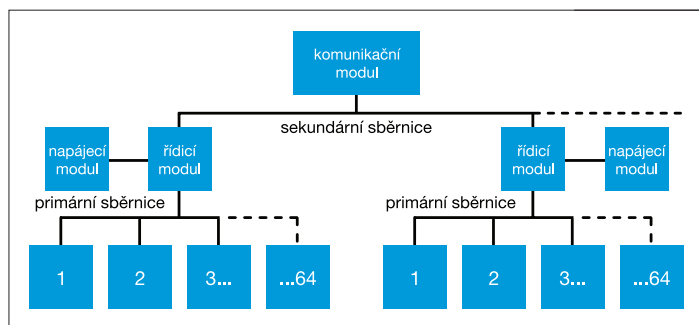 komunikační
modul
sekundární sběrnice
napájecí
modul
řídicí
modul
řídicí
modul
napájecí
modul
primární sběrnice
primární sběrnice
1
2
3...
...64
1
2
3...
...64